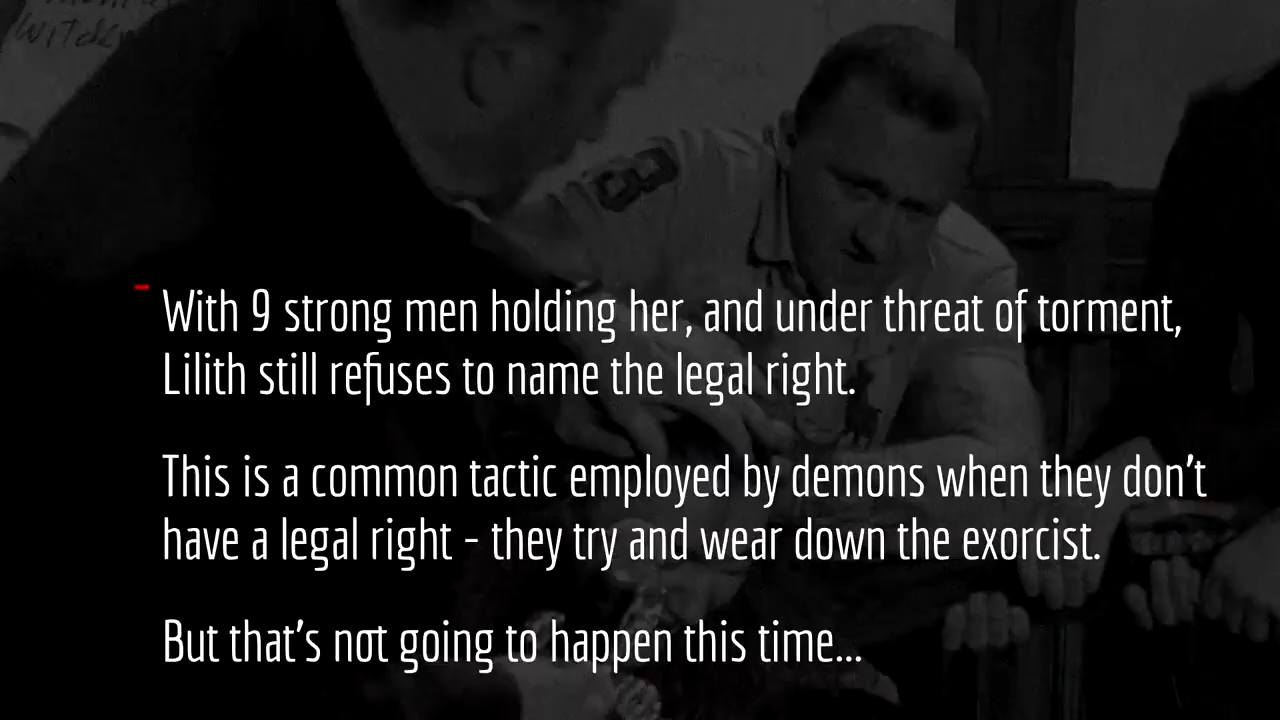 Witch
With 9 strong men holding her, and under threat of torment,
Lilith still refuses to name the legal right.
This is a common tactic employed by demons when they don't
have a legal right - they try and wear down the exorcist.
But that's not going to happen this time...